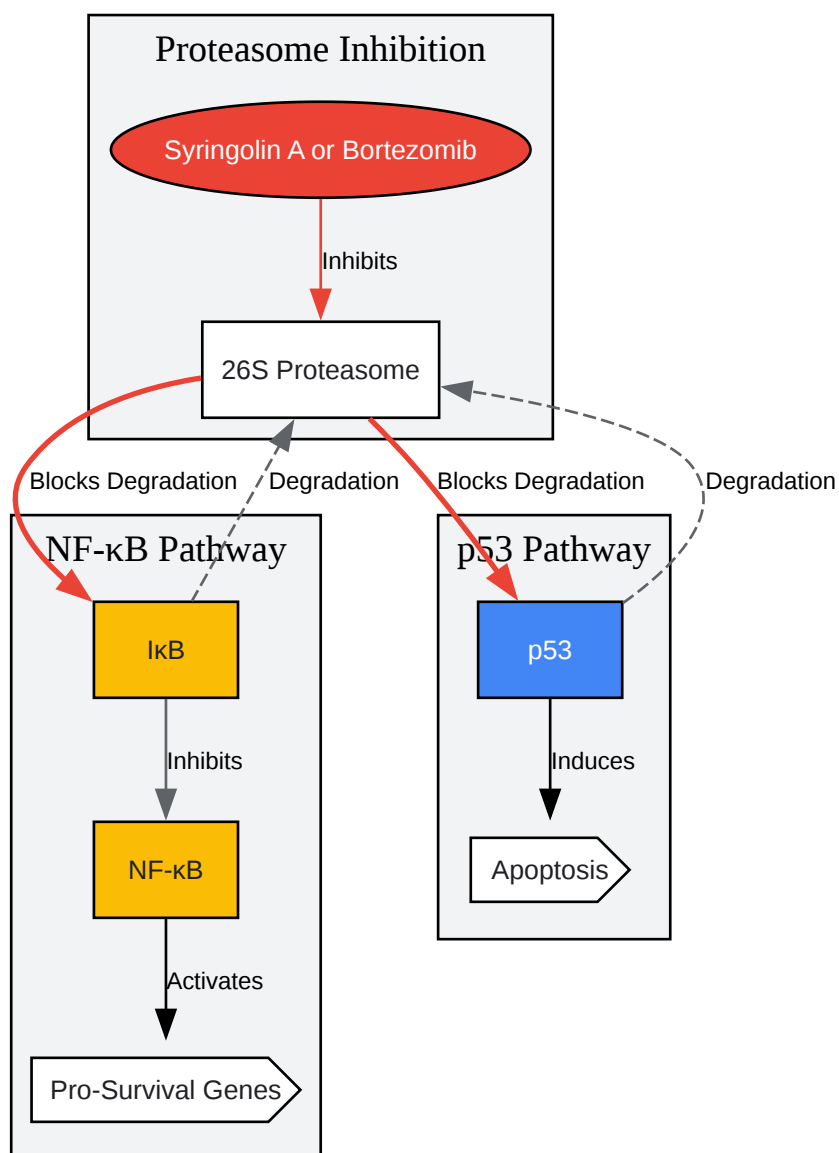 Proteasome Inhibition
Syringolin A or Bortezomib
Inhibits
26S Proteasome
Blocks Degradation
Degradation
Blocks Degradation
Degradation
NF-κB Pathway
p53 Pathway
IκB
p53
Inhibits
Induces
NF-κB
Apoptosis
Activates
Pro-Survival Genes